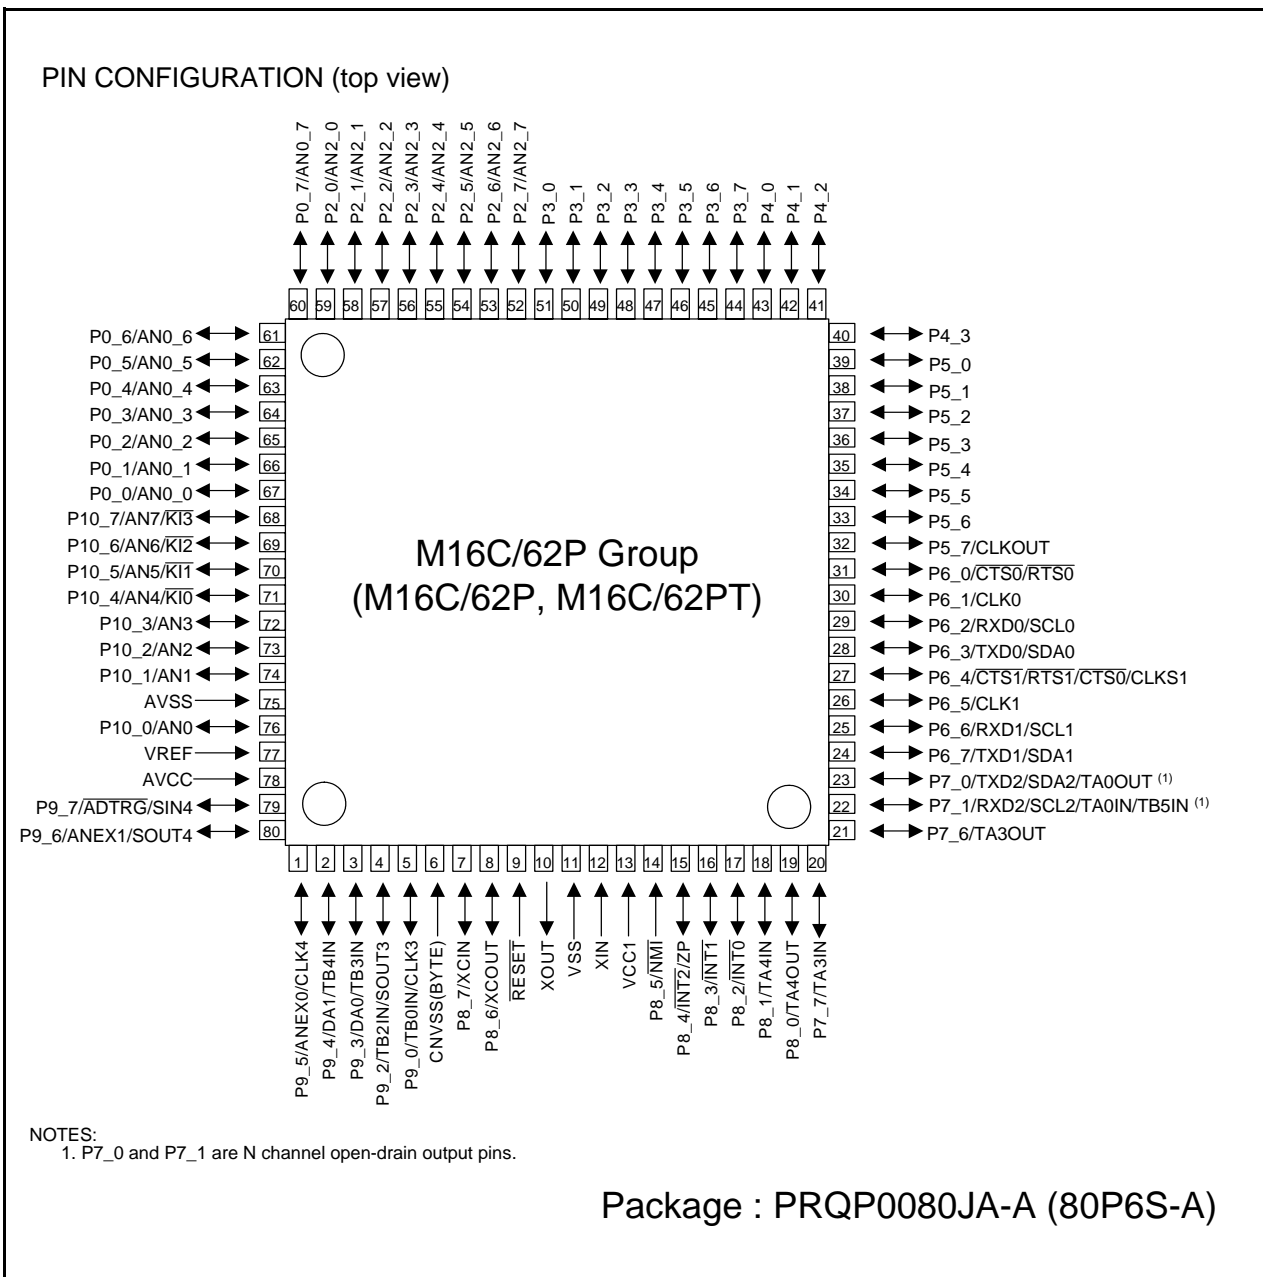 PIN CONFIGURATION (top view)
P0_7/AN0_7
P2_0/AN2_0
P2_1/AN2_1
P2_2/AN2_2
P2_3/AN2_3
P2_4/AN2_4
P2_5/AN2_5
P2_6/AN2_6
P2_7/AN2_7
P3_0
P3_1
P3_2
P3_3
P3_4
P3_5
P3_6
P3_7
P4_0
P4_1
P4_2
60 59 58 57 56 55 54 53 52 51 50 49 48 47 46 45 44 43 42 41
P0_6/AN0_6 61
P0_5/AN0_5 62
P0_4/AN0_4 63
P0_3/AN0_3 64
P0_2/AN0_2 65
P0_1/AN0_1 66
P0_0/AN0_0 67
P10_7/AN7/KI3 68
P10_6/AN6/KI2 69
P10_5/AN5/KI1 70
P10_4/AN4/KI0 71
P10_3/AN3 72
P10_2/AN2 73
P10_1/AN1 74
AVSS 75
P10_0/AN0 76
VREF 77
AVCC 78
P9_7/ADTRG/SIN4 79
P9_6/ANEX1/SOUT4 80
M16C/62P Group
(M16C/62P, M16C/62PT)
40 P4_3
39 P5_0
38 P5_1
37 P5_2
36 P5_3
35 P5_4
34 P5_5
33 P5_6
32 P5_7/CLKOUT
31 P6_0/CTS0/RTS0
30 P6_1/CLK0
29 P6_2/RXD0/SCL0
28 P6_3/TXD0/SDA0
27 P6_4/CTS1/RTS1/CTS0/CLKS1
26 P6_5/CLK1
25 P6_6/RXD1/SCL1
24 P6_7/TXD1/SDA1
23 P7_0/TXD2/SDA2/TA0OUT (1)
22 P7_1/RXD2/SCL2/TA0IN/TB5IN (1)
21 P7_6/TA3OUT
1 2 3 4 5 6 7 8 9 10 11 12 13 14 15 16 17 18 19 20
P9_5/ANEX0/CLK4
P9_4/DA1/TB4IN
P9_3/DA0/TB3IN
P9_2/TB2IN/SOUT3
P9_0/TB0IN/CLK3
CNVSS(BYTE)
P8_7/XCIN
P8_6/XCOUT
RESET
XOUT
VSS
XIN
VCC1
P8_5/NMI
P8_4/INT2/ZP
P8_3/INT1
P8_2/INT0
P8_1/TA4IN
P8_0/TA4OUT
P7_7/TA3IN
NOTES:
1. P7_0 and P7_1 are N channel open-drain output pins.
Package : PRQP0080JA-A (80P6S-A)